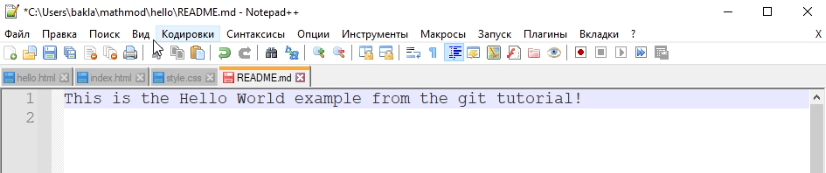 *C:\Users\bakla\mathmod\hello\README.md - Notepad++
Файл Правка Поиск Вид Кодировки Синтаксисы Опции Инструменты Макросы Запуск Плагины Вкладки ? X
hello.html index.html style.css README.md
1 This is the Hello World example from the git tutorial!
2